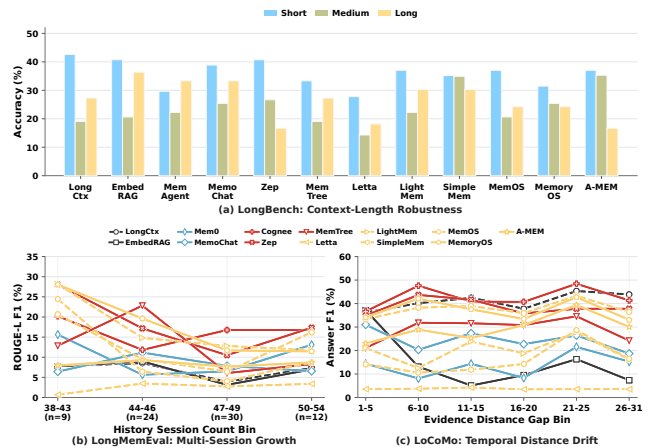 Short Medium Long
Accuracy (%)
50
40
30
20
10
0
Long Ctx
Embed RAG
Mem Agent
Memo Chat
Zep
Mem Tree
Letta
Light Mem
Simple Mem
MemOS
Memory OS
A-MEM
(a) LongBench: Context-Length Robustness
LongCtx Mem0 Cognee MemTree LightMem MemOS A-MEM
EmbedRAG MemoChat Zep Letta SimpleMem MemoryOS
ROUGE-L F1 (%)
35
30
25
20
15
10
5
0
38-43 (n=9)
44-46 (n=24)
47-49 (n=30)
50-54 (n=12)
History Session Count Bin
(b) LongMemEval: Multi-Session Growth
Answer F1 (%)
60
50
40
30
20
10
0
1-5
6-10
11-15
16-20
21-25
26-31
Evidence Distance Gap Bin
(c) LoCoMo: Temporal Distance Drift